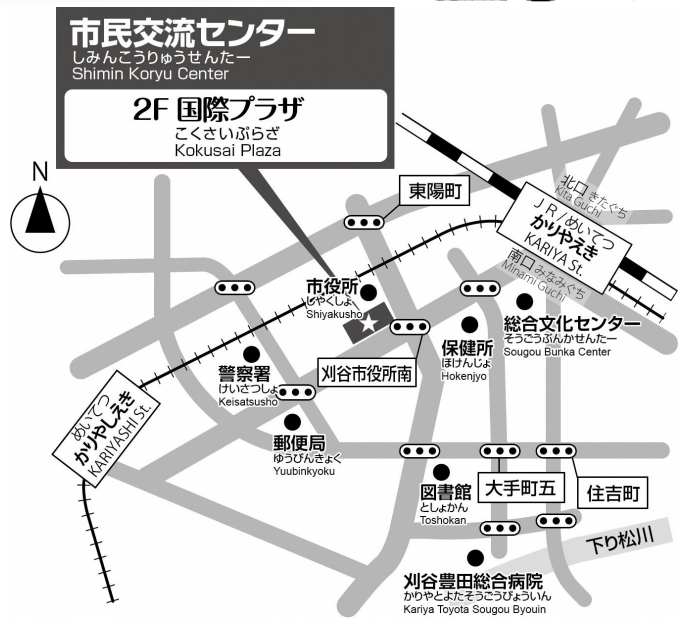 市民交流センター
しみんこうりゅうせんたー
Shimin Koryu Center
2F 国際プラザ
こくさいぷらざ
Kokusai Plaza
N
東陽町
北口 きたぐち
Kita Guchi
JR/めいてつ
かりやえき
KARIYA St.
南口 みなみぐち
Minami Guchi
市役所
しやくしょ
Shiyakusho
総合文化センター
そうごうぶんかせんたー
Sougou Bunka Center
保健所
ほけんじょ
Hokenjyo
刈谷市役所南
警察署
けいさつしょ
Keisatsusho
めいてつ
かりやしえき
KARIYASHI St.
郵便局
ゆうびんきょく
Yuubinkyoku
図書館
としょかん
Toshokan
大手町五
住吉町
下り松川
刈谷豊田総合病院
かりやとよたそうごうびょういん
Kariya Toyota Sougou Byouin